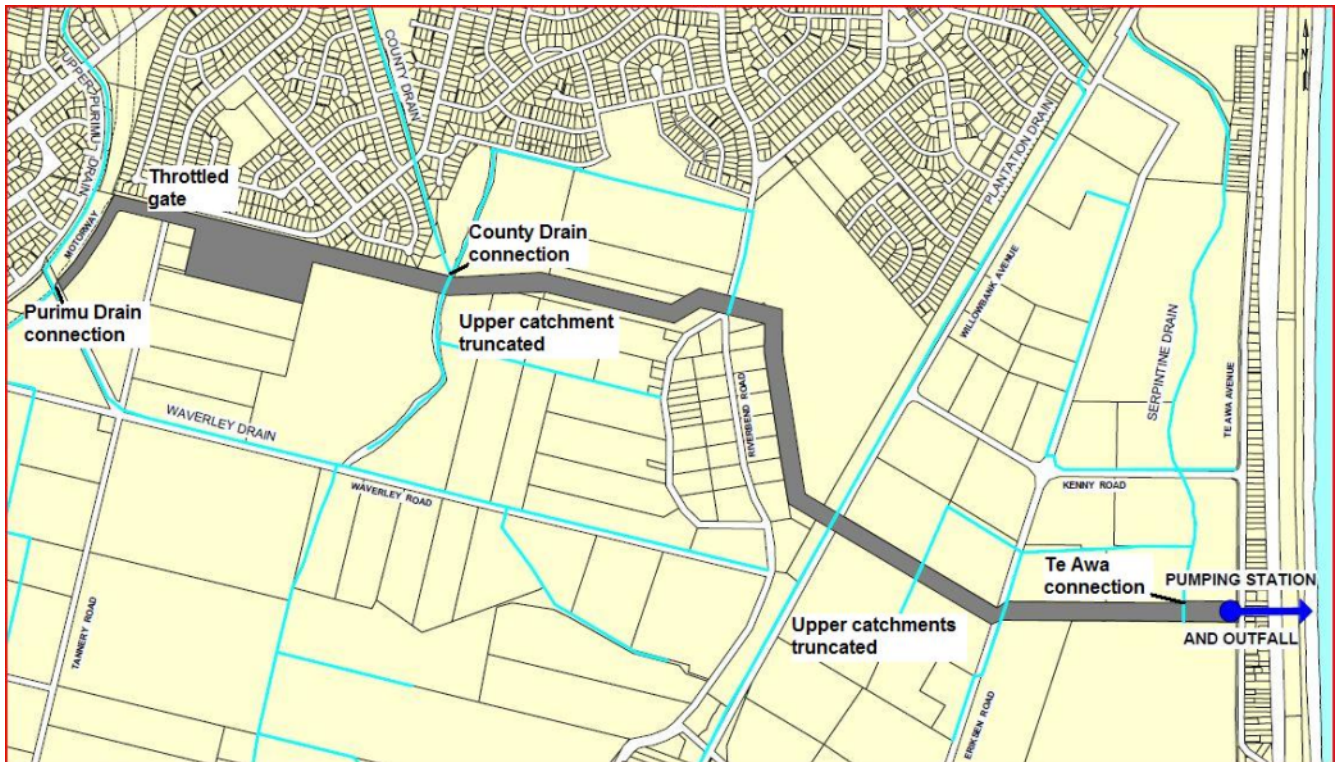 UPPER PURIMU DRAIN
COUNTY DRAIN
N
PLANTATION DRAIN
Throttled
gate
MOTORWAY
County Drain
connection
WILLOWBANK AVENUE
Purimu Drain
connection
Upper catchment
truncated
SERPINTINE DRAIN
TE AWA AVENUE
RIVERBEND ROAD
WAVERLEY DRAIN
WAVERLEY ROAD
KENNY ROAD
Te Awa
connection
PUMPING STATION
AND OUTFALL
Upper catchments
truncated
TANNERY ROAD
ERIKSEN ROAD